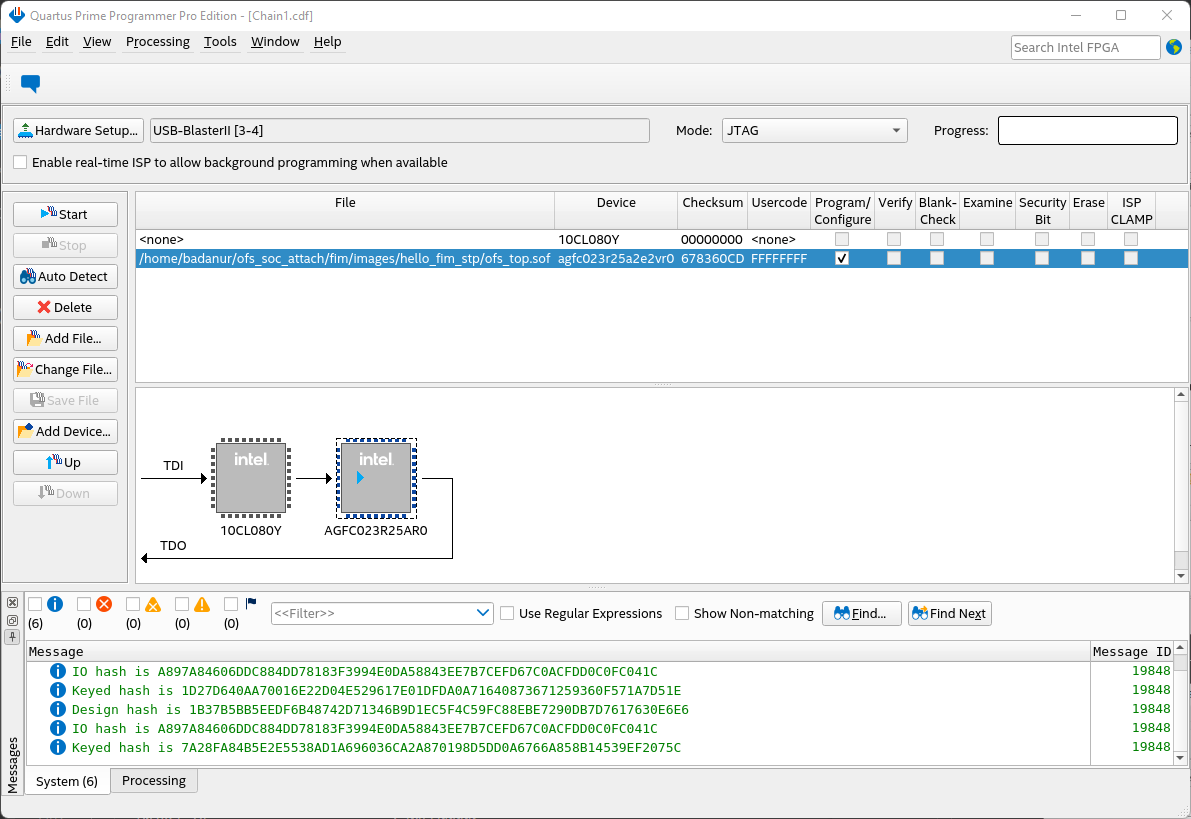 Quartus Prime Programmer Pro Edition - [Chain1.cdf]
File Edit View Processing Tools Window Help
Search Intel FPGA
Hardware Setup... USB-BlasterII [3-4] Mode: JTAG Progress:
Enable real-time ISP to allow background programming when available
Start
Stop
Auto Detect
Delete
Add File...
Change File...
Save File
Add Device...
Up
Down
File Device Checksum Usercode Program/ Verify Blank- Examine Security Erase ISP
Configure Check Bit CLAMP
<none> 10CL080Y 00000000 <none>
/home/badanur/ofs_soc_attach/fim/images/hello_fim_stp/ofs_top.sof agfc023r25a2e2vr0 678360CD FFFFFFFF
intel intel
TDI
10CL080Y AGFC023R25AR0
TDO
(6) (0) (0) (0) (0)
<<Filter>> Use Regular Expressions Show Non-matching Find... Find Next
Message Message ID
IO hash is A897A84606DDC884DD78183F3994E0DA58843EE7B7CEFD67C0ACFDD0C0FC041C 19848
Keyed hash is 1D27D640AA70016E22D04E529617E01DFDA0A71640873671259360F571A7D51E 19848
Design hash is 1B37B5BB5EEDF6B48742D71346B9D1EC5F4C59FC88EBE7290DB7D7617630E6E6 19848
IO hash is A897A84606DDC884DD78183F3994E0DA58843EE7B7CEFD67C0ACFDD0C0FC041C 19848
Keyed hash is 7A28FA84B5E2E5538AD1A696036CA2A870198D5DD0A6766A858B14539EF2075C 19848
Messages
System (6) Processing